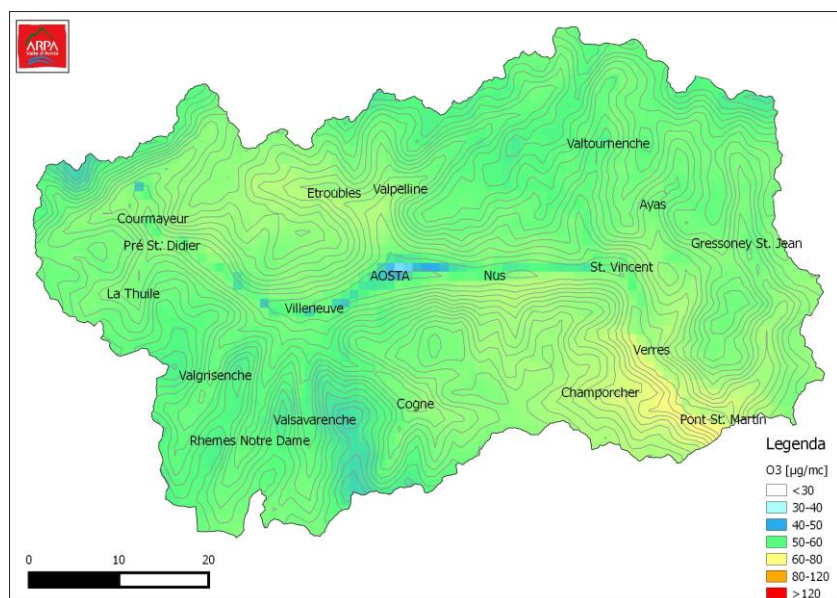 ARPA
Valle d'Aosta
Valtournenche
Etroubles
Valpelline
Ayas
Courmayeur
Pré St. Didier
Gressoney St. Jean
AOSTA
Nus
St. Vincent
La Thuile
Villeneuve
Verres
Valgrisenche
Champorcher
Cogne
Valsavarenche
Pont St. Martin
Rhemes Notre Dame
Legenda
O3 [µg/mc]
<30
30-40
40-50
50-60
60-80
80-120
>120
0 10 20